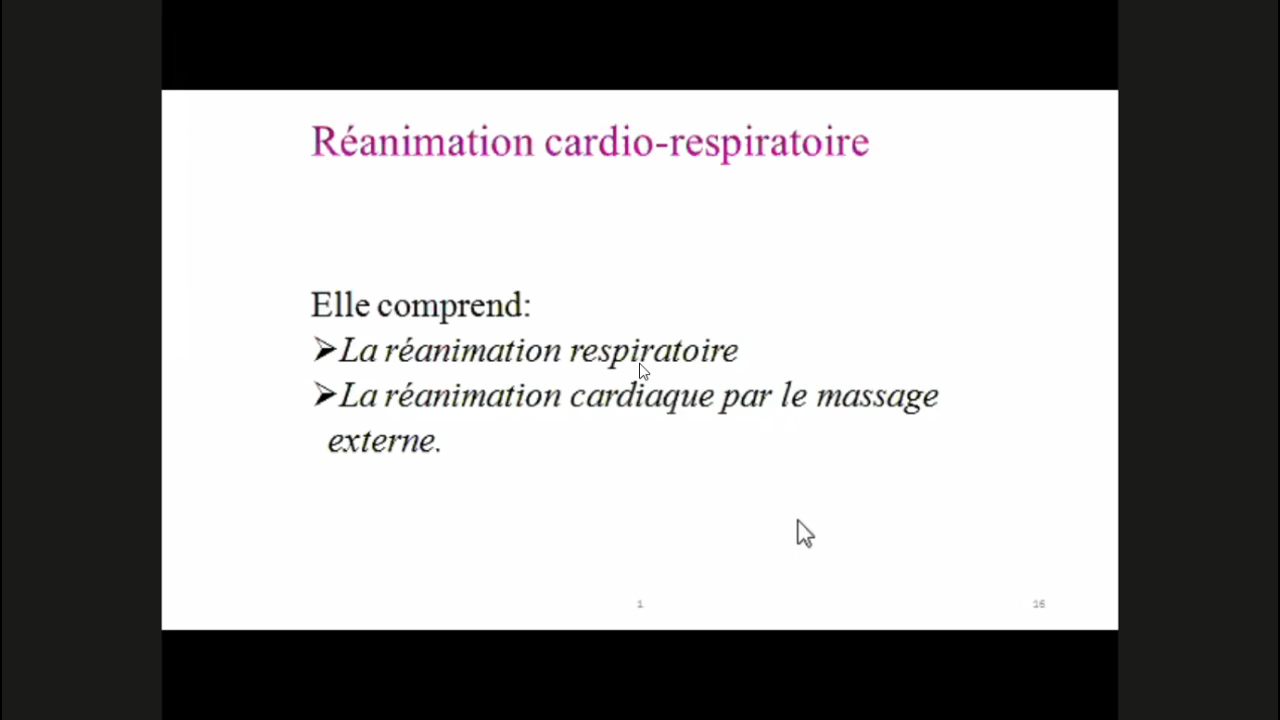 Réanimation cardio-respiratoire
Elle comprend:
➢La réanimation respiratoire
➢La réanimation cardiaque par le massage
externe.
1
16